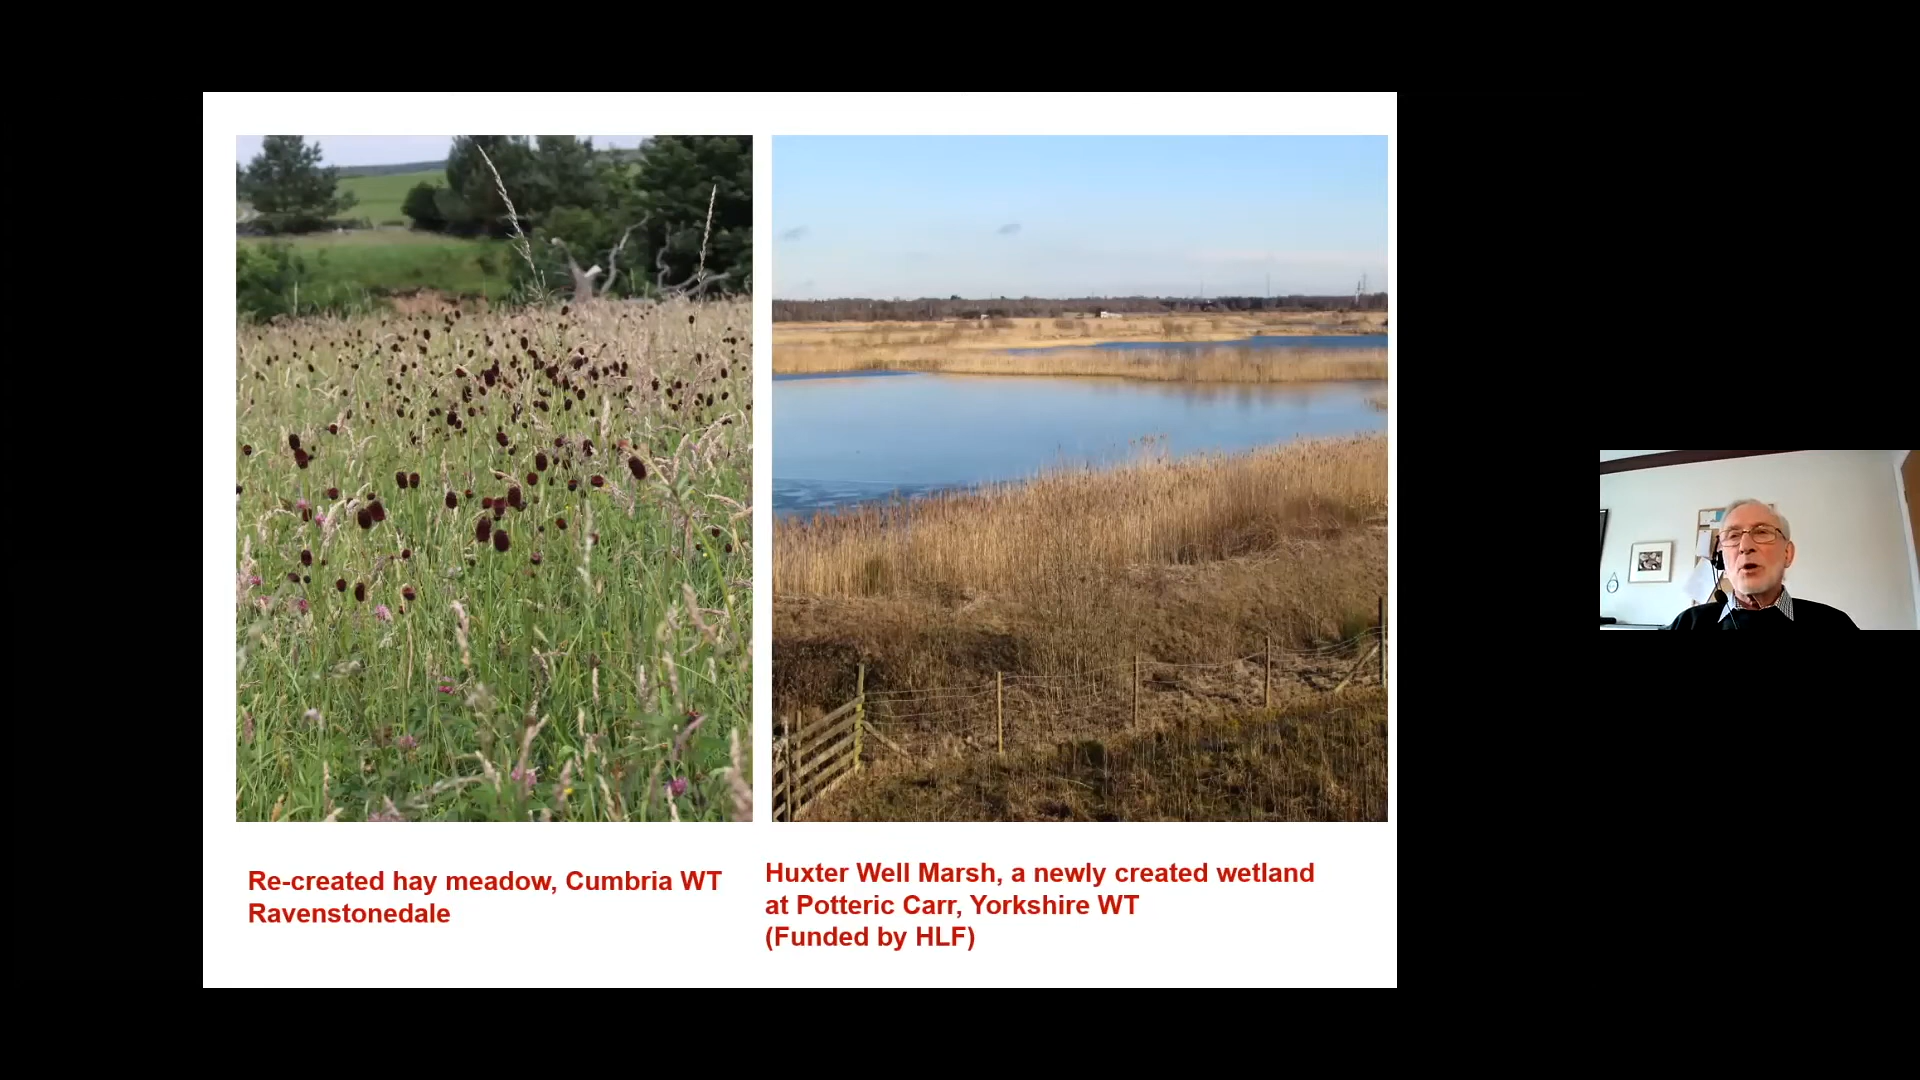 Re-created hay meadow, Cumbria WT
Ravenstonedale
Huxter Well Marsh, a newly created wetland
at Potteric Carr, Yorkshire WT
(Funded by HLF)